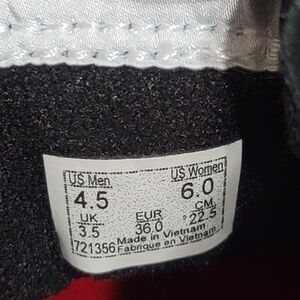 US Men US Women
4.5 6.0
UK EUR CM
3.5 36.0 22.5
Made in Vietnam
721356 Fabrique en Vietnam